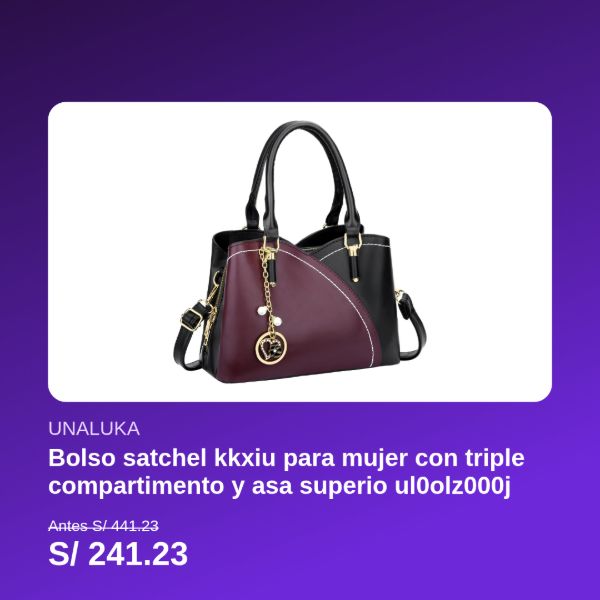 UNALUKA
Bolso satchel kkxiu para mujer con triple
compartimento y asa superio ul0olz000j
Antes S/ 441.23
S/ 241.23